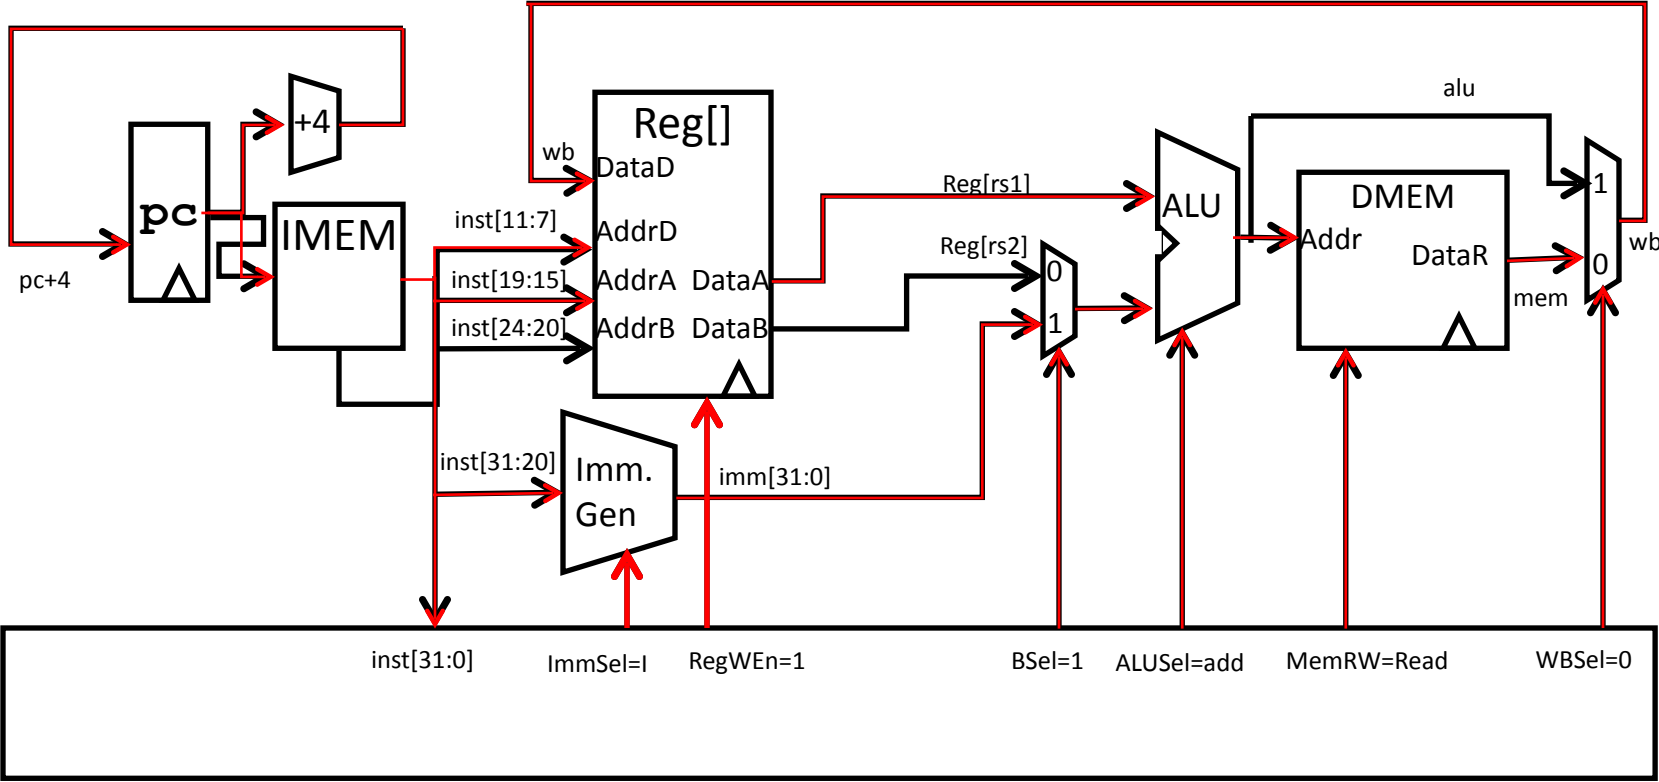 alu
+4
Reg[]
wb
DataD
pc
IMEM
inst[11:7]
AddrD
inst[19:15]
AddrA
DataA
inst[24:20]
AddrB
DataB
pc+4
Reg[rs1]
Reg[rs2]
0
1
ALU
DMEM
Addr
DataR
mem
1
0
wb
inst[31:20]
Imm.
Gen
imm[31:0]
inst[31:0]
ImmSel=I
RegWEn=1
BSel=1
ALUSel=add
MemRW=Read
WBSel=0